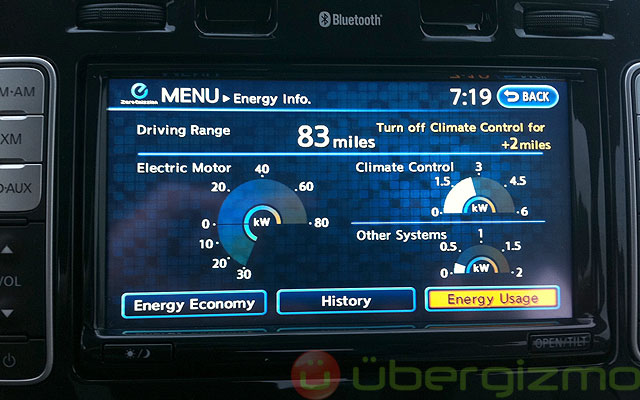 Bluetooth
M·AM
XM
·AUX
VOL
Zero Emission
MENU ▸ Energy Info.
7:19
BACK
Driving Range
83 miles
Turn off Climate Control for
+2 miles
Electric Motor
40
20
60
0
kW
80
10
20
30
Climate Control
3
1.5
4.5
0
kW
6
Other Systems
1
0.5
1.5
0
kW
2
Energy Economy
History
Energy Usage
OPEN/TILT
übergizmo